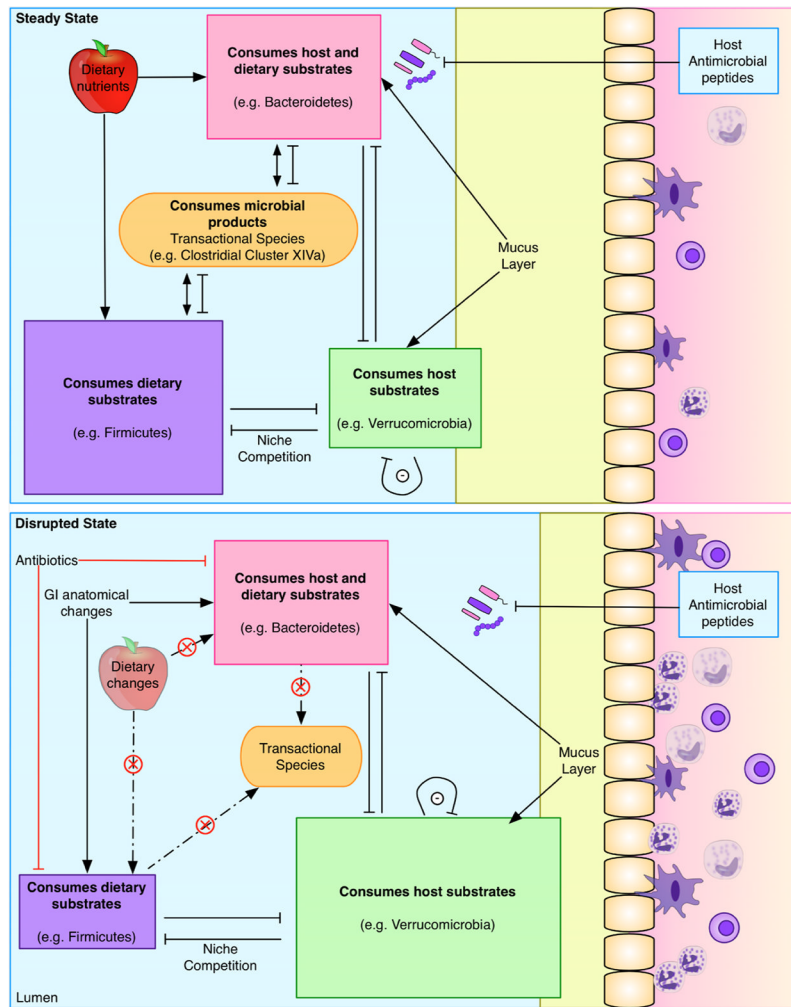 Steady State
Consumes host and
dietary substrates
(e.g. Bacteroidetes)
Dietary
nutrients
Host
Antimicrobial
peptides
Consumes microbial
products
Transactional Species
(e.g. Clostridial Cluster XIVa)
Mucus
Layer
Consumes dietary
substrates
(e.g. Firmicutes)
Consumes host
substrates
(e.g. Verrucomicrobia)
Niche
Competition
-
Disrupted State
Antibiotics
GI anatomical
changes
Consumes host and
dietary substrates
(e.g. Bacteroidetes)
Host
Antimicrobial
peptides
Dietary
changes
Transactional
Species
Mucus
Layer
-
Consumes dietary
substrates
(e.g. Firmicutes)
Consumes host substrates
(e.g. Verrucomicrobia)
Niche
Competition
Lumen